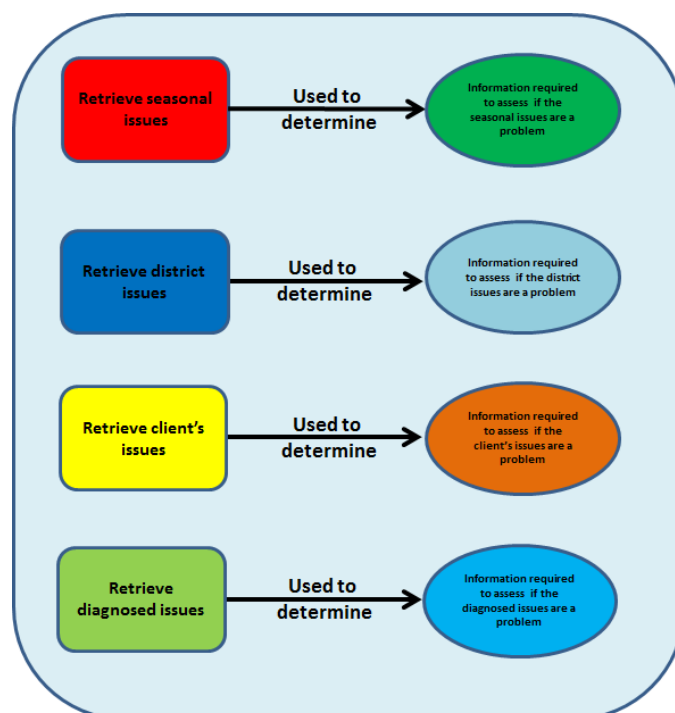 Retrieve seasonal
issues
Used to
determine
Information required
to assess if the
seasonal issues are a
problem
Retrieve district
issues
Used to
determine
Information required
to assess if the district
issues are a problem
Retrieve client's
issues
Used to
determine
Information required
to assess if the
client's issues are a
problem
Retrieve
diagnosed issues
Used to
determine
Information required
to assess if the
diagnosed issues are a
problem